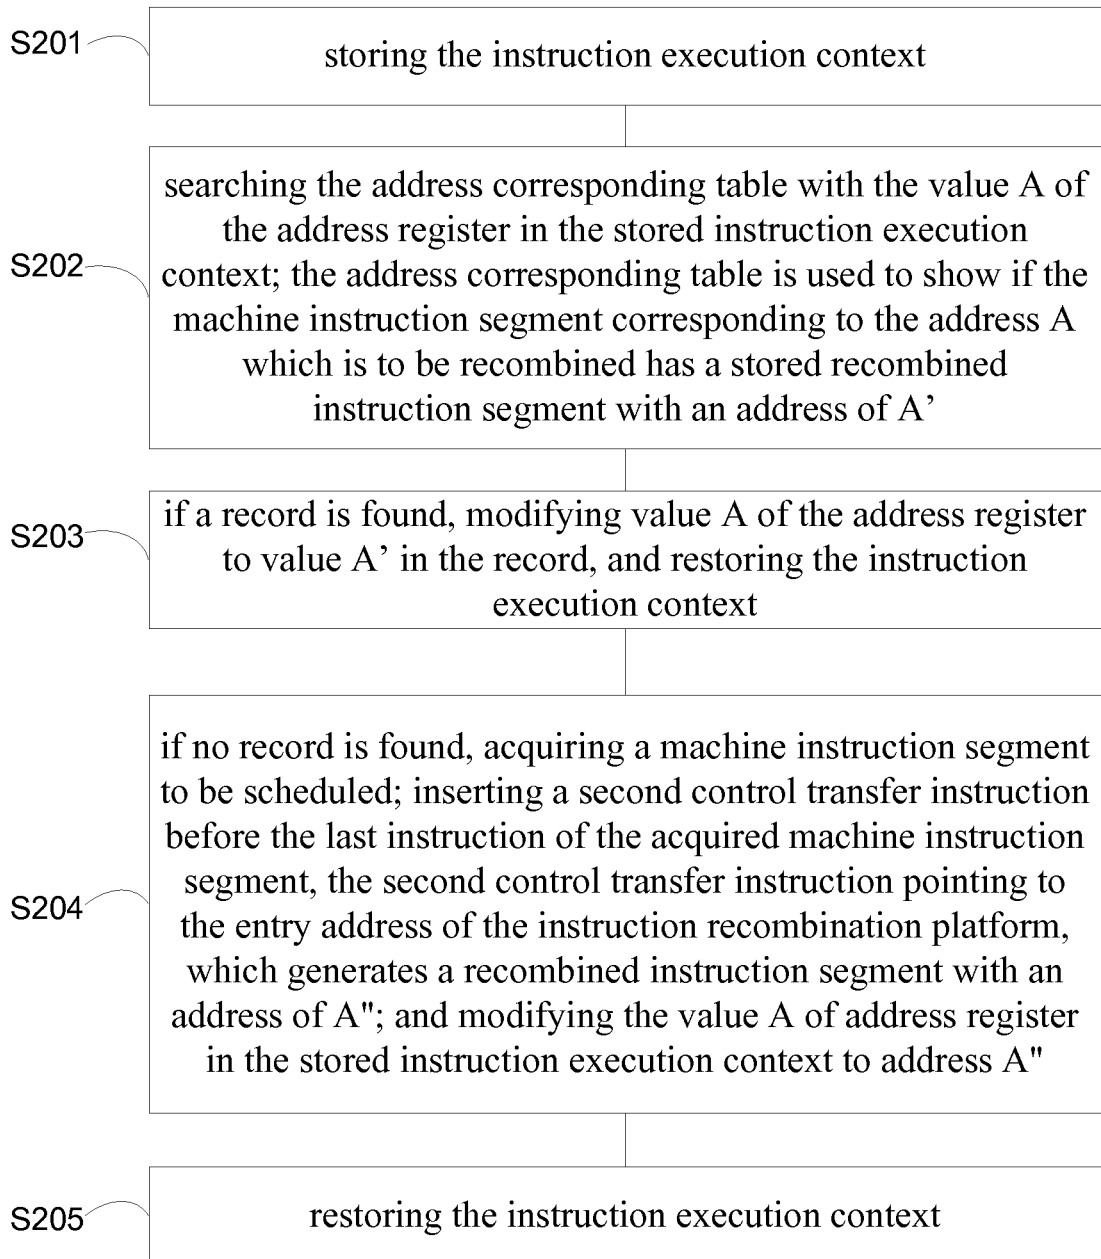 S201
storing the instruction execution context
S202
searching the address corresponding table with the value A of
the address register in the stored instruction execution
context; the address corresponding table is used to show if the
machine instruction segment corresponding to the address A
which is to be recombined has a stored recombined
instruction segment with an address of A’
S203
if a record is found, modifying value A of the address register
to value A’ in the record, and restoring the instruction
execution context
S204
if no record is found, acquiring a machine instruction segment
to be scheduled; inserting a second control transfer instruction
before the last instruction of the acquired machine instruction
segment, the second control transfer instruction pointing to
the entry address of the instruction recombination platform,
which generates a recombined instruction segment with an
address of A"; and modifying the value A of address register
in the stored instruction execution context to address A"
S205
restoring the instruction execution context